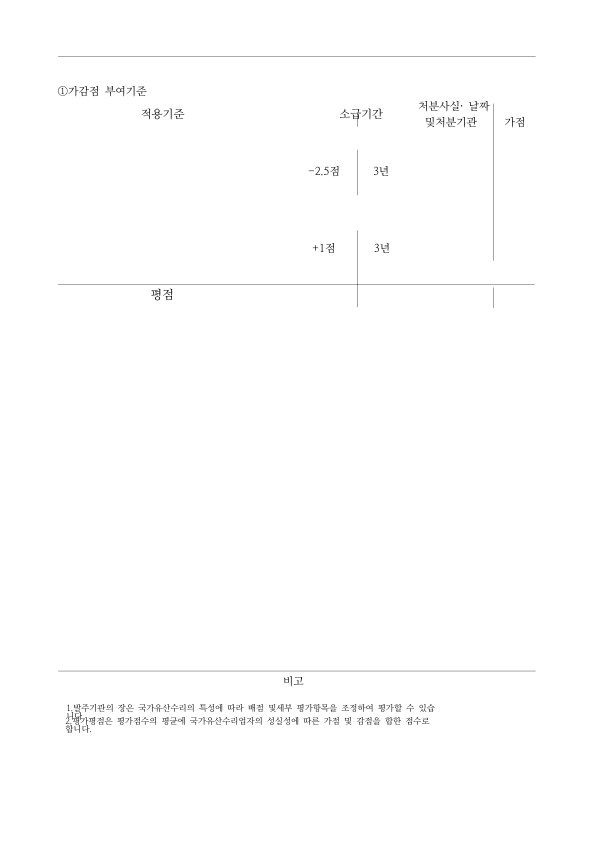 ①가감점 부여기준
적용기준 소급기간 처분사실· 날짜
및처분기관 가점
-2.5점 3년
+1점 3년
평점
비고
1.발주기관의 장은 국가유산수리의 특성에 따라 배점 및세부 평가항목을 조정하여 평가할 수 있습
니다.
2.평가평점은 평가점수의 평균에 국가유산수리업자의 성실성에 따른 가점 및 감점을 합한 점수로
합니다.